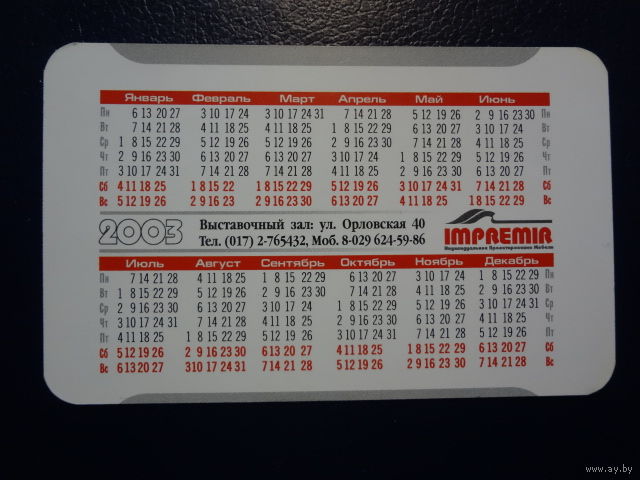 Январь Февраль Март Апрель Май Июнь
Пн 6 13 20 27 3 10 17 24 3 10 17 24 31 7 14 21 28 5 12 19 26 2 9 16 23 30 Пн
Вт 7 14 21 28 4 11 18 25 4 11 18 25 1 8 15 22 29 6 13 20 27 3 10 17 24 Вт
Ср 1 8 15 22 29 5 12 19 26 5 12 19 26 2 9 16 23 30 7 14 21 28 4 11 18 25 Ср
Чт 2 9 16 23 30 6 13 20 27 6 13 20 27 3 10 17 24 1 8 15 22 29 5 12 19 26 Чт
Пт 3 10 17 24 31 7 14 21 28 7 14 21 28 4 11 18 25 2 9 16 23 30 6 13 20 27 Пт
Сб 4 11 18 25 1 8 15 22 1 8 15 22 29 5 12 19 26 3 10 17 24 31 7 14 21 28 Сб
Вс 5 12 19 26 2 9 16 23 2 9 16 23 30 6 13 20 27 4 11 18 25 1 8 15 22 29 Вс
2003 Выставочный зал: ул. Орловская 40
Тел. (017) 2-765432, Моб. 8-029 624-59-86
IMPREMIR
Индивидуальное Проектирование Мебели
Июль Август Сентябрь Октябрь Ноябрь Декабрь
Пн 7 14 21 28 4 11 18 25 1 8 15 22 29 6 13 20 27 3 10 17 24 1 8 15 22 29 Пн
Вт 1 8 15 22 29 5 12 19 26 2 9 16 23 30 7 14 21 28 4 11 18 25 2 9 16 23 30 Вт
Ср 2 9 16 23 30 6 13 20 27 3 10 17 24 1 8 15 22 29 5 12 19 26 3 10 17 24 31 Ср
Чт 3 10 17 24 31 7 14 21 28 4 11 18 25 2 9 16 23 30 6 13 20 27 4 11 18 25 Чт
Пт 4 11 18 25 1 8 15 22 29 5 12 19 26 3 10 17 24 31 7 14 21 28 5 12 19 26 Пт
Сб 5 12 19 26 2 9 16 23 30 6 13 20 27 4 11 18 25 1 8 15 22 29 6 13 20 27 Сб
Вс 6 13 20 27 3 10 17 24 31 7 14 21 28 5 12 19 26 2 9 16 23 30 7 14 21 28 Вс
www.ay.by